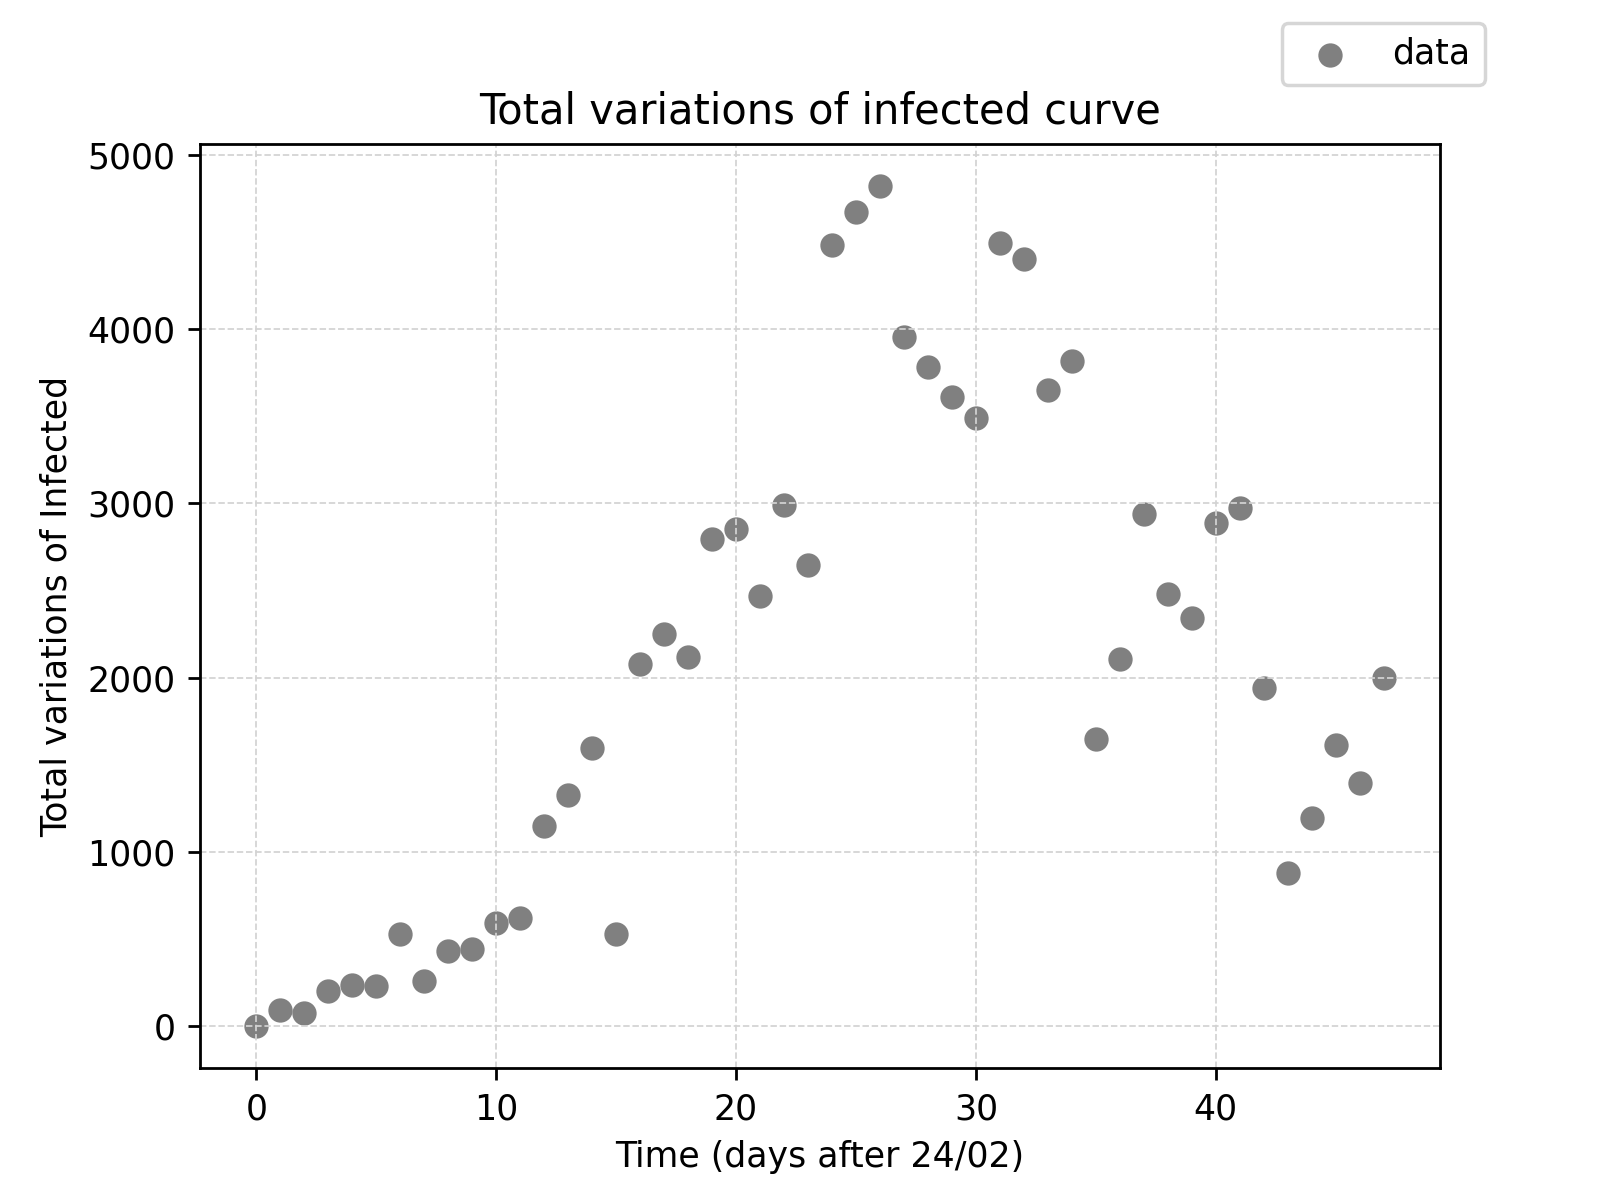 data
Total variations of infected curve
5000
4000
3000
2000
1000
0
Total variations of Infected
0 10 20 30 40
Time (days after 24/02)